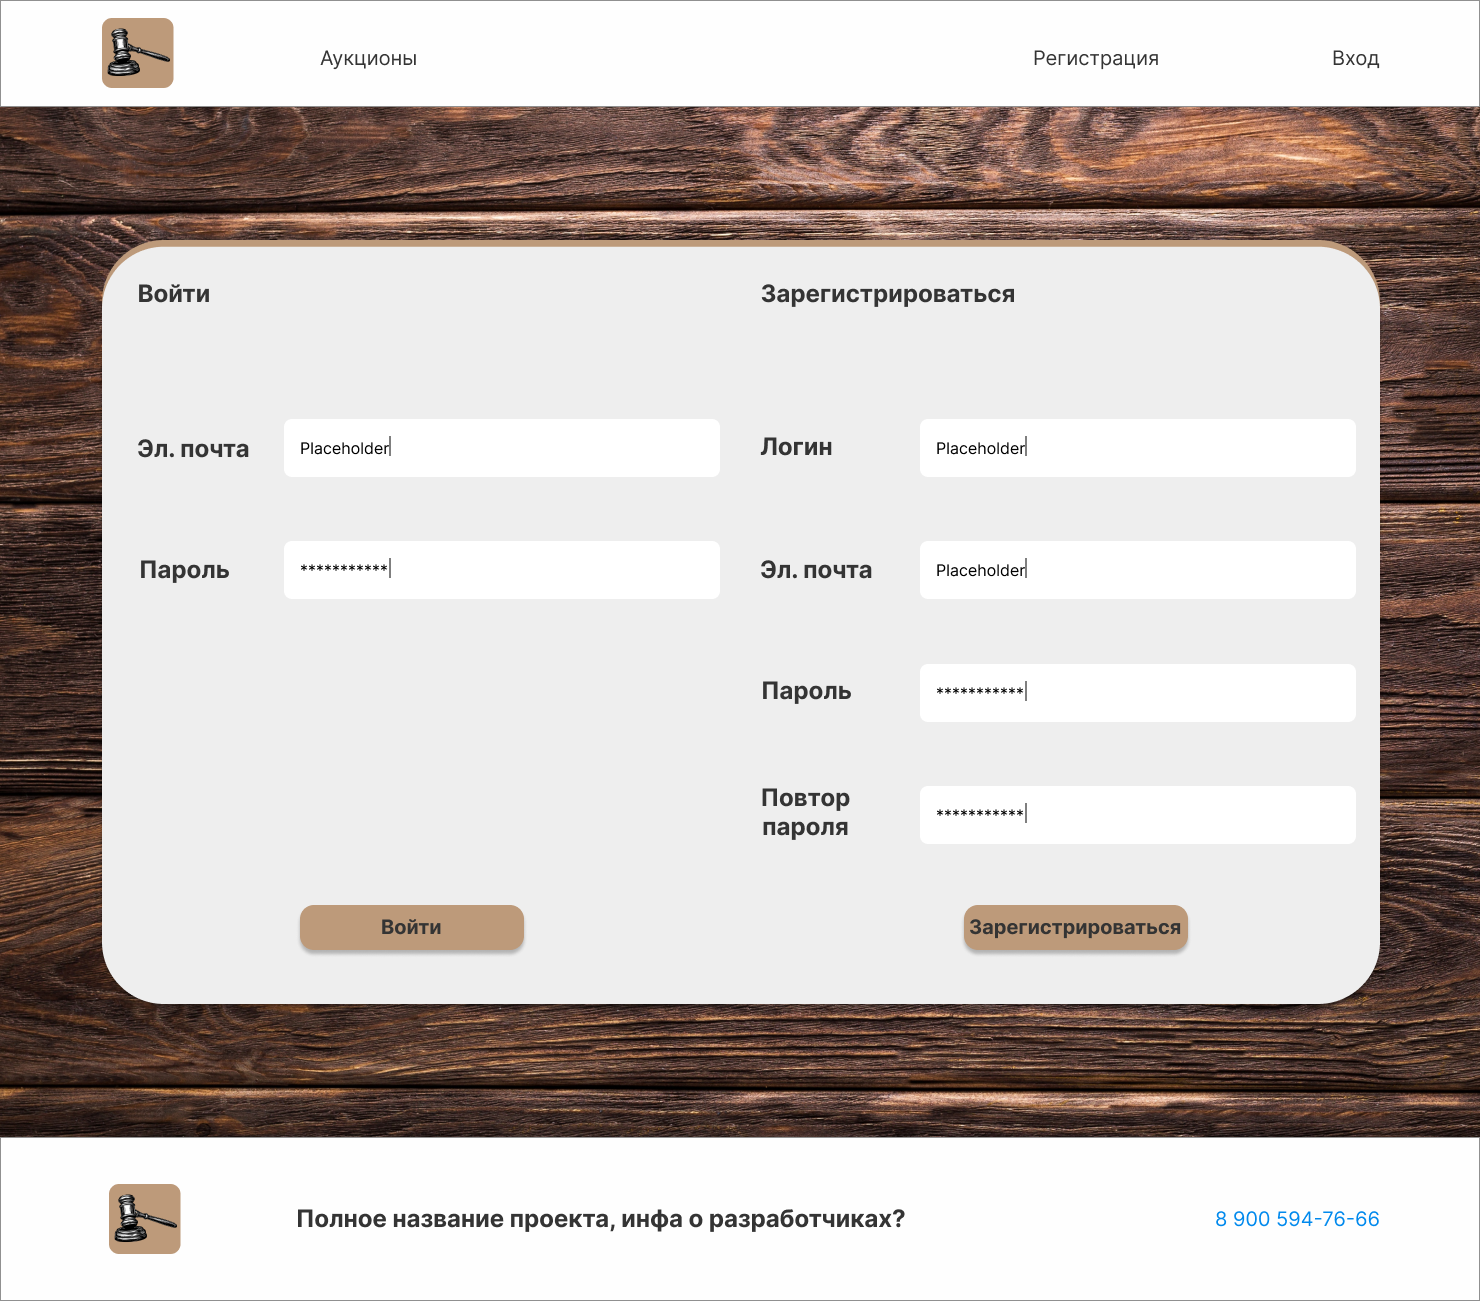 Аукционы
Регистрация
Вход
Войти
Зарегистрироваться
Эл. почта
Placeholder
Логин
Placeholder
Пароль
***********
Эл. почта
Placeholder
Пароль
***********
Повтор
пароля
***********
Войти
Зарегистрироваться
Полное название проекта, инфа о разработчиках?
8 900 594-76-66